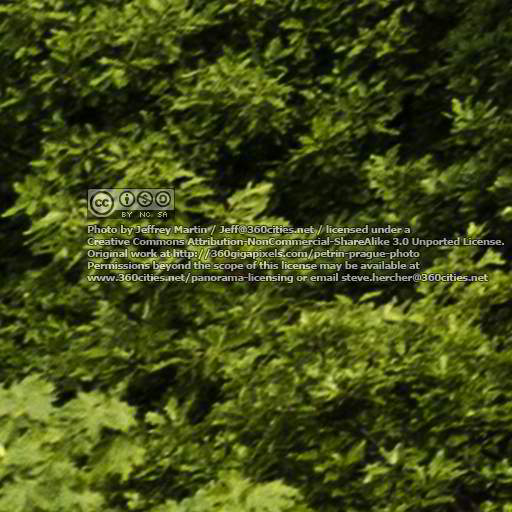 cc
BY NC SA
Photo by Jeffrey Martin / Jeff@360cities.net / licensed under a
Creative Commons Attribution-NonCommercial-ShareAlike 3.0 Unported License.
Original work at http://360gigapixels.com/petrin-prague-photo
Permissions beyond the scope of this license may be available at
www.360cities.net/panorama-licensing or email steve.hercher@360cities.net